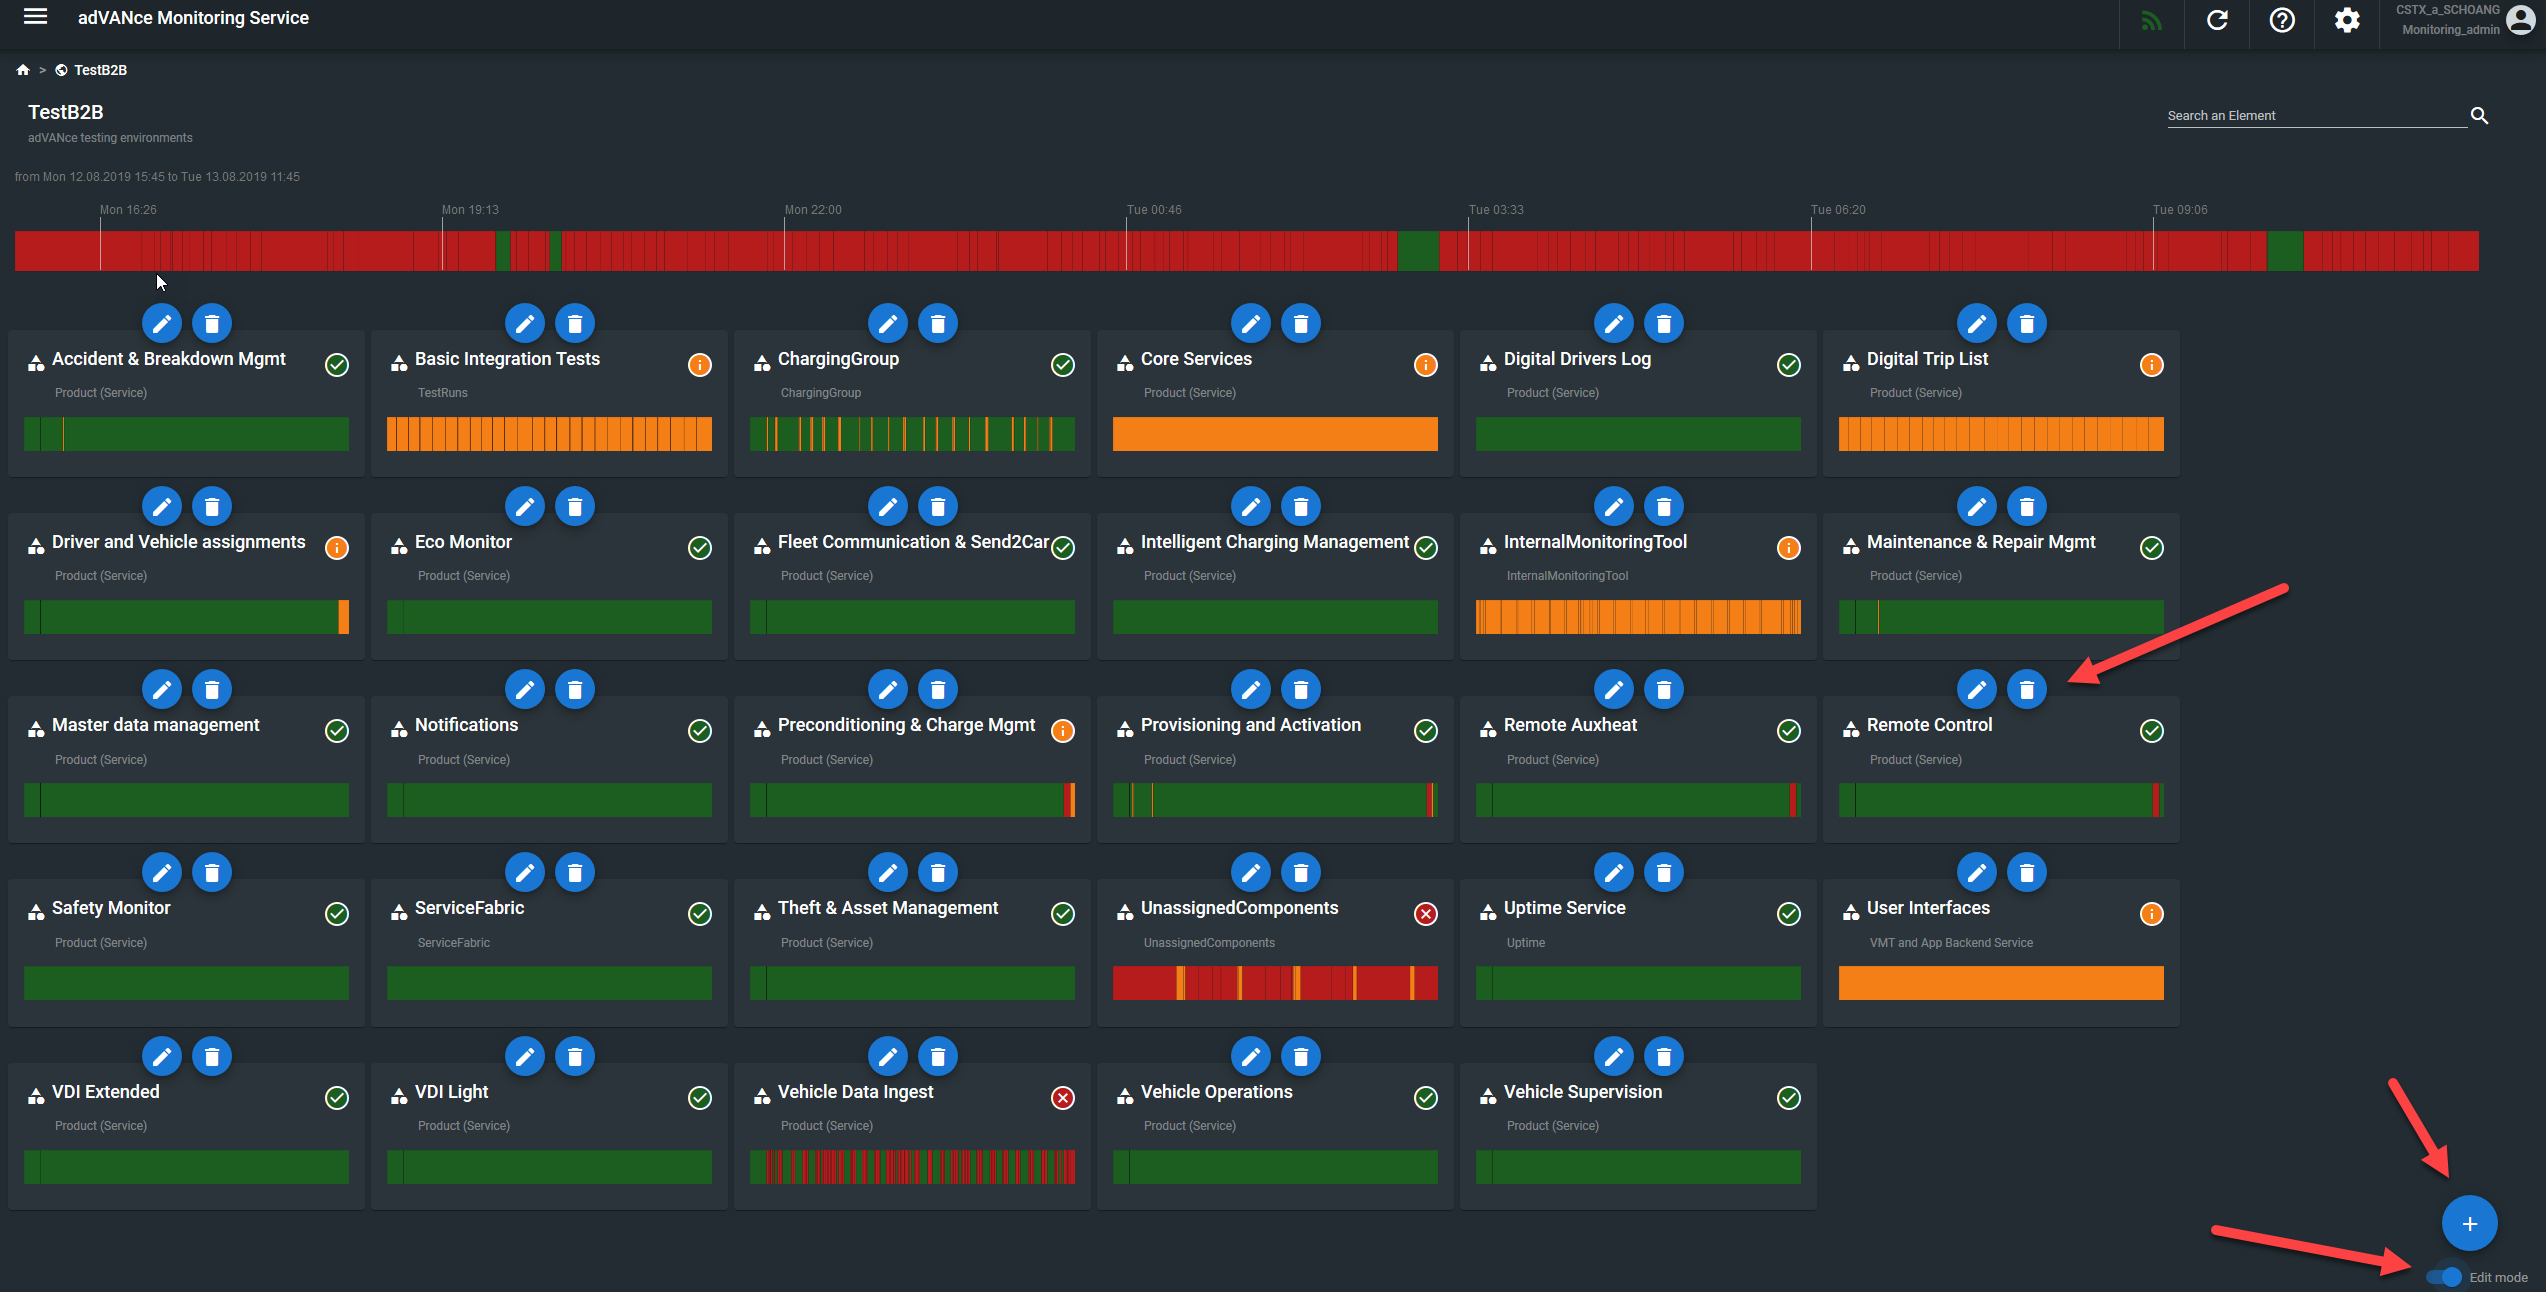 adVANce Monitoring Service
CSTX_a_SCHOANG
Monitoring_admin
> TestB2B
TestB2B
adVANce testing environments
Search an Element
from Mon 12.08.2019 15:45 to Tue 13.08.2019 11:45
Mon 16:26 Mon 19:13 Mon 22:00 Tue 00:46 Tue 03:33 Tue 06:20 Tue 09:06
Accident & Breakdown Mgmt
Product (Service)
Basic Integration Tests
TestRuns
ChargingGroup
ChargingGroup
Core Services
Product (Service)
Digital Drivers Log
Product (Service)
Digital Trip List
Product (Service)
Driver and Vehicle assignments
Product (Service)
Eco Monitor
Product (Service)
Fleet Communication & Send2Car
Product (Service)
Intelligent Charging Management
Product (Service)
InternalMonitoringTool
InternalMonitoringTool
Maintenance & Repair Mgmt
Product (Service)
Master data management
Product (Service)
Notifications
Product (Service)
Preconditioning & Charge Mgmt
Product (Service)
Provisioning and Activation
Product (Service)
Remote Auxheat
Product (Service)
Remote Control
Product (Service)
Safety Monitor
Product (Service)
ServiceFabric
ServiceFabric
Theft & Asset Management
Product (Service)
UnassignedComponents
UnassignedComponents
Uptime Service
Uptime
User Interfaces
VMT and App Backend Service
VDI Extended
Product (Service)
VDI Light
Product (Service)
Vehicle Data Ingest
Product (Service)
Vehicle Operations
Product (Service)
Vehicle Supervision
Product (Service)
Edit mode